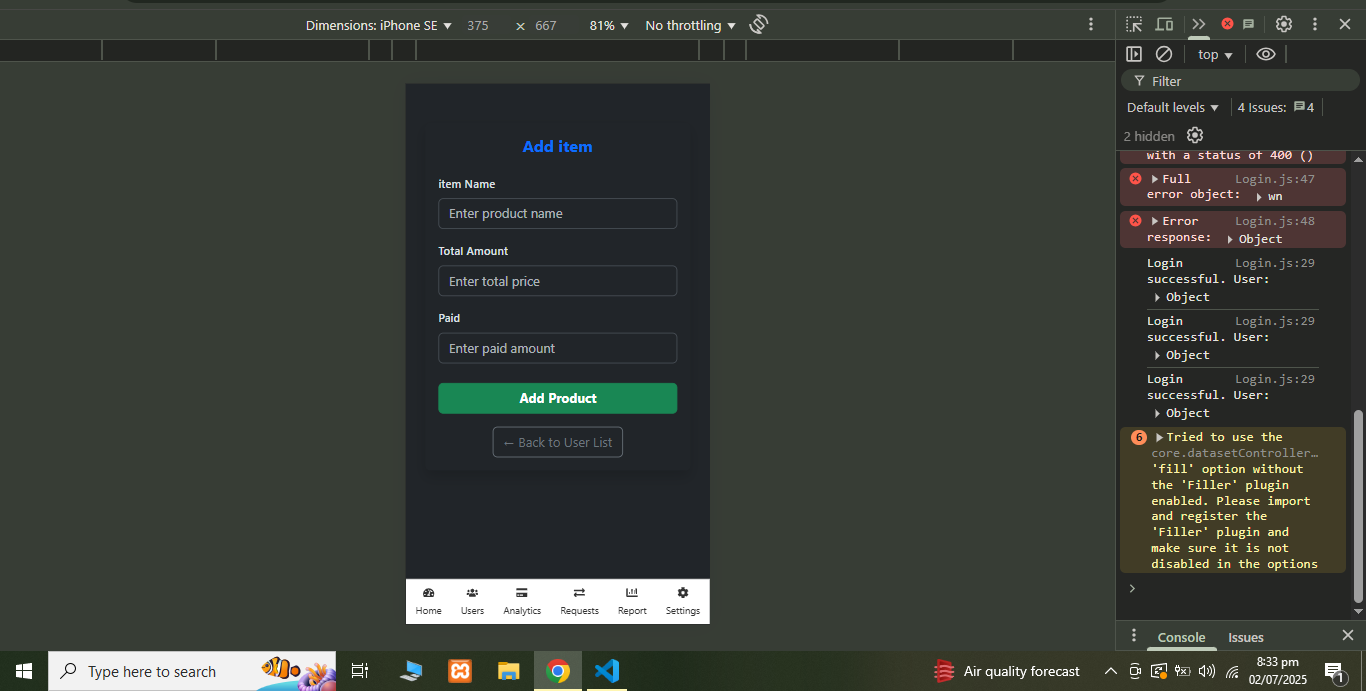 Dimensions: iPhone SE ▼ 375 × 667 81% ▼ No throttling ▼
top ▼
Filter
Default levels ▼ 4 Issues: 4
2 hidden
with a status of 400 ()
Full Login.js:47
error object: wn
Error Login.js:48
response: Object
Login Login.js:29
successful. User:
Object
Login Login.js:29
successful. User:
Object
Login Login.js:29
successful. User:
Object
6 Tried to use the
core.datasetController…
'fill' option without
the 'Filler' plugin
enabled. Please import
and register the
'Filler' plugin and
make sure it is not
disabled in the options
Console Issues
Add item
item Name
Enter product name
Total Amount
Enter total price
Paid
Enter paid amount
Add Product
← Back to User List
Home Users Analytics Requests Report Settings
Type here to search
Air quality forecast
8:33 pm
02/07/2025
1